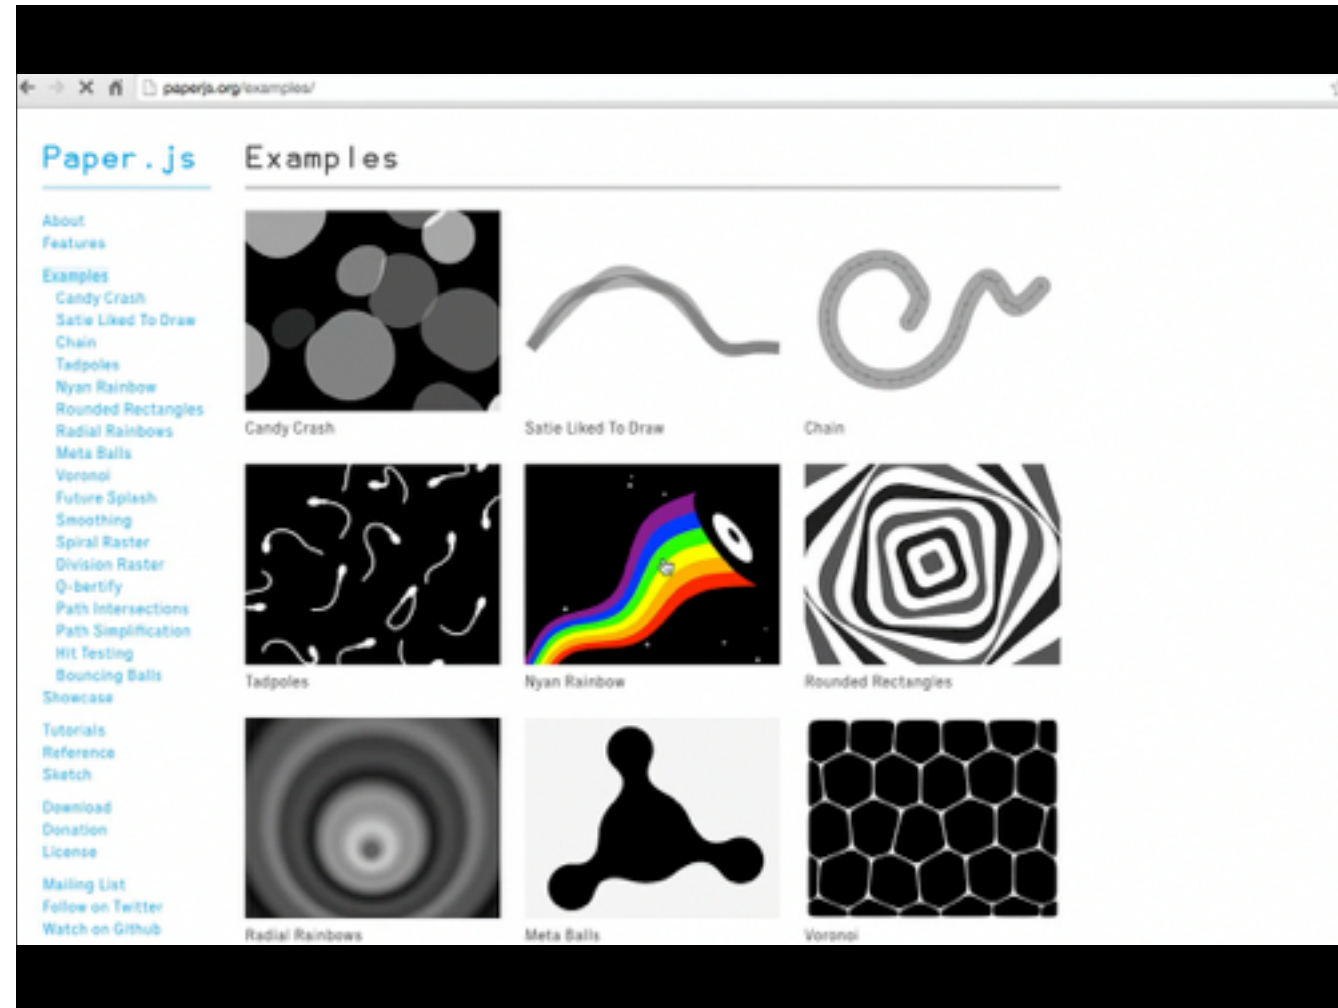 paperjs.org/examples/
Paper.js
Examples
About
Features
Examples
Candy Crash
Satie Liked To Draw
Chain
Tadpoles
Nyan Rainbow
Rounded Rectangles
Radial Rainbows
Meta Balls
Voronoi
Future Splash
Smoothing
Spiral Raster
Division Raster
Q-bertify
Path Intersections
Path Simplification
Hit Testing
Bouncing Balls
Showcase
Tutorials
Reference
Sketch
Download
Donation
License
Mailing List
Follow on Twitter
Watch on Github
Candy Crash
Satie Liked To Draw
Chain
Tadpoles
Nyan Rainbow
Rounded Rectangles
Radial Rainbows
Meta Balls
Voronoi